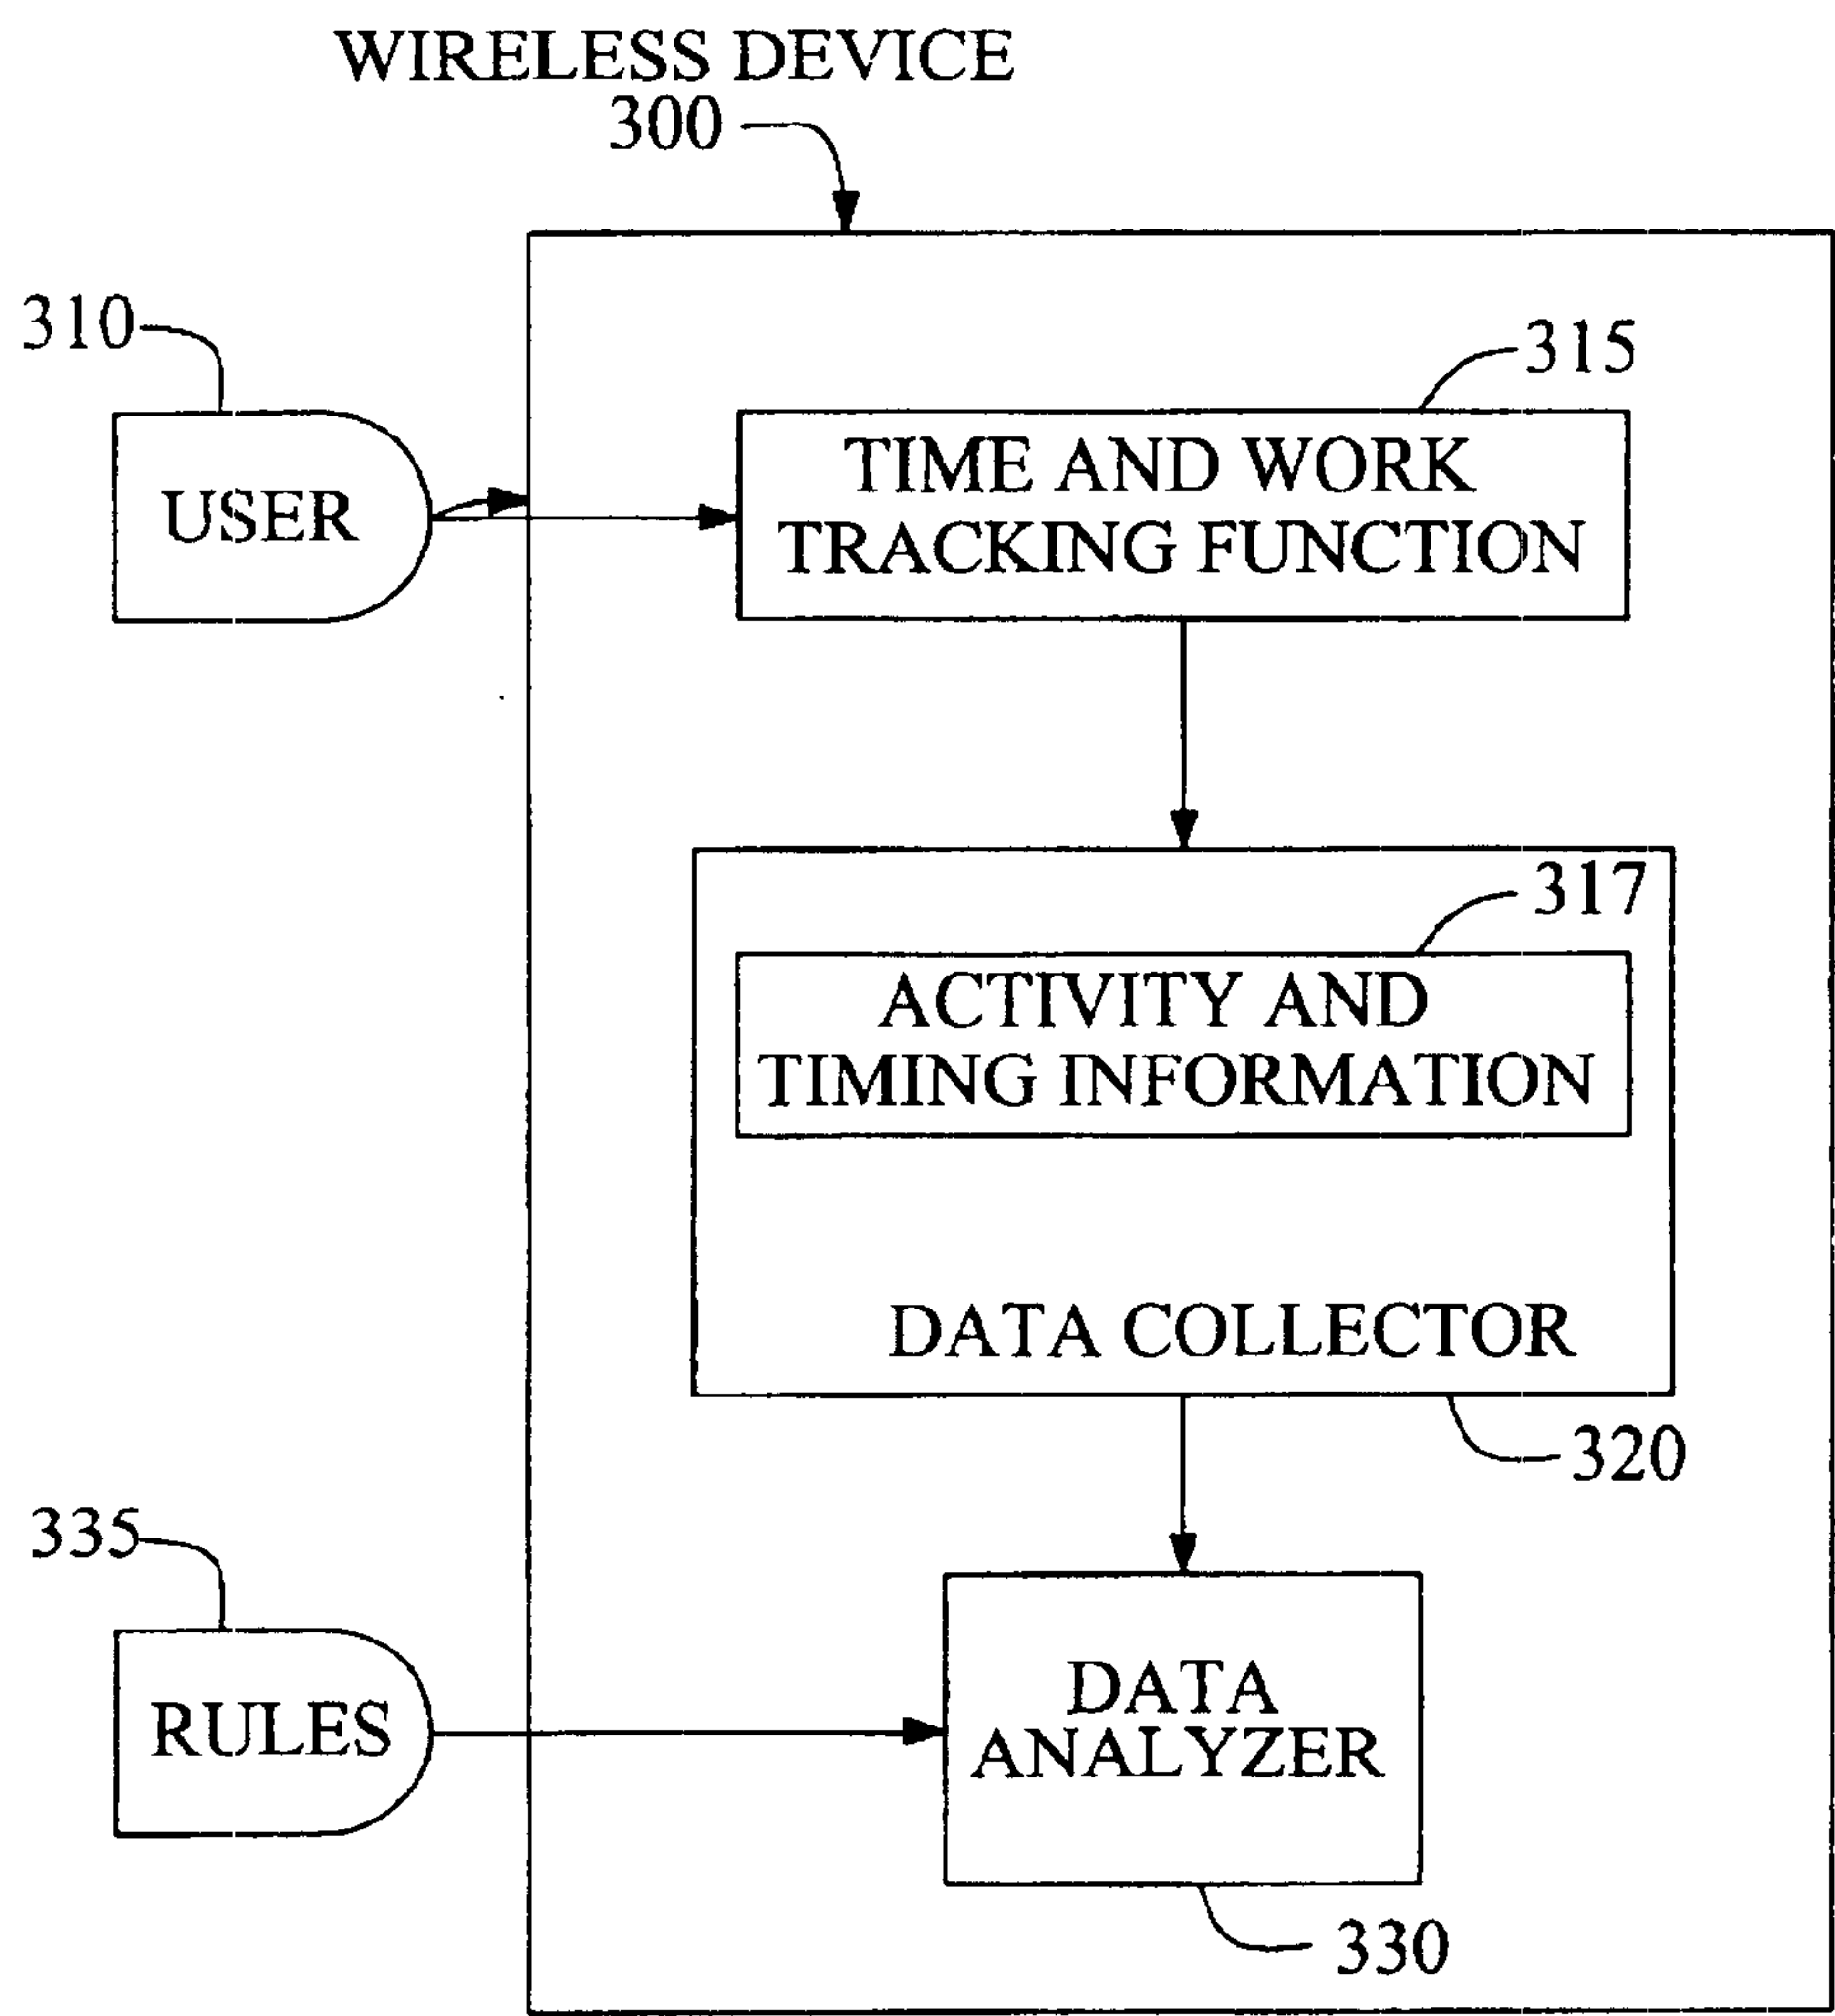 WIRELESS DEVICE
300
310
315
USER
TIME AND WORK
TRACKING FUNCTION
317
ACTIVITY AND
TIMING INFORMATION
DATA COLLECTOR
320
335
RULES
DATA
ANALYZER
330